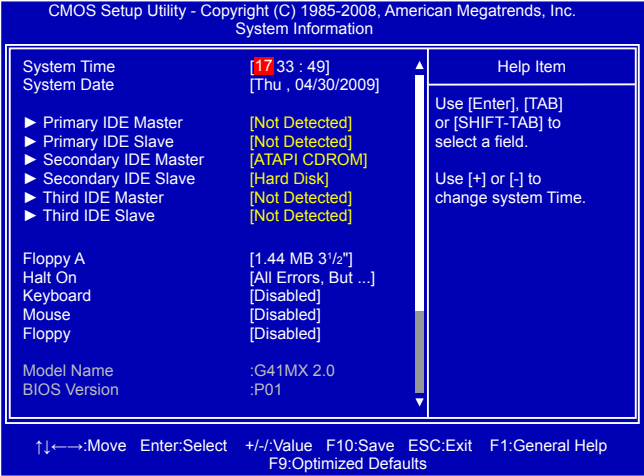 CMOS Setup Utility - Copyright (C) 1985-2008, American Megatrends, Inc.
System Information
System Time [17 33 : 49]
System Date [Thu , 04/30/2009]
► Primary IDE Master [Not Detected]
► Primary IDE Slave [Not Detected]
► Secondary IDE Master [ATAPI CDROM]
► Secondary IDE Slave [Hard Disk]
► Third IDE Master [Not Detected]
► Third IDE Slave [Not Detected]
Floppy A [1.44 MB 3¹/₂"]
Halt On [All Errors, But ...]
Keyboard [Disabled]
Mouse [Disabled]
Floppy [Disabled]
Model Name :G41MX 2.0
BIOS Version :P01
Help Item
Use [Enter], [TAB]
or [SHIFT-TAB] to
select a field.
Use [+] or [-] to
change system Time.
↑↓←→:Move Enter:Select +/-/:Value F10:Save ESC:Exit F1:General Help
F9:Optimized Defaults